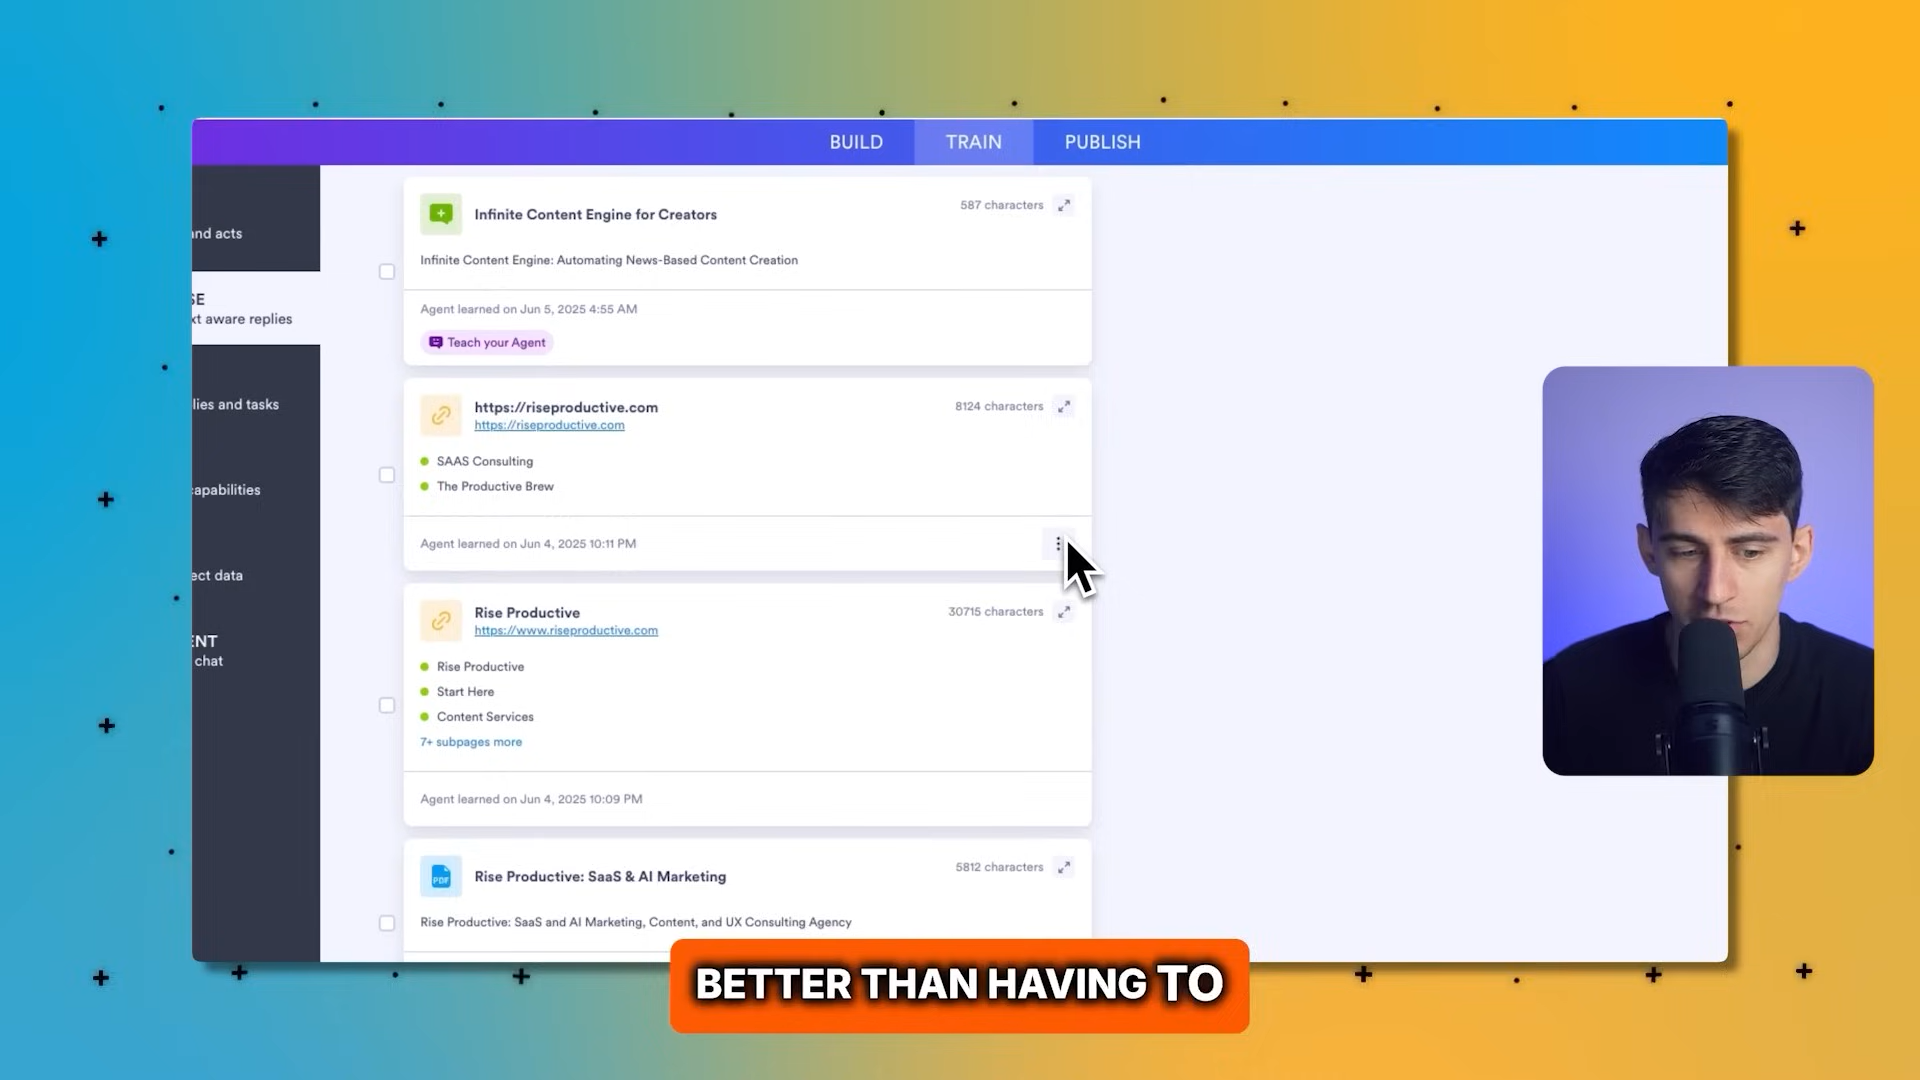 BUILD TRAIN PUBLISH
nd acts
SE
xt aware replies
lies and tasks
capabilities
ect data
ENT
chat
Infinite Content Engine for Creators
587 characters
Infinite Content Engine: Automating News-Based Content Creation
Agent learned on Jun 5, 2025 4:55 AM
Teach your Agent
https://riseproductive.com
8124 characters
https://riseproductive.com
SAAS Consulting
The Productive Brew
Agent learned on Jun 4, 2025 10:11 PM
Rise Productive
30715 characters
https://www.riseproductive.com
Rise Productive
Start Here
Content Services
7+ subpages more
Agent learned on Jun 4, 2025 10:09 PM
PDF
Rise Productive: SaaS & AI Marketing
5812 characters
Rise Productive: SaaS and AI Marketing, Content, and UX Consulting Agency
BETTER THAN HAVING TO